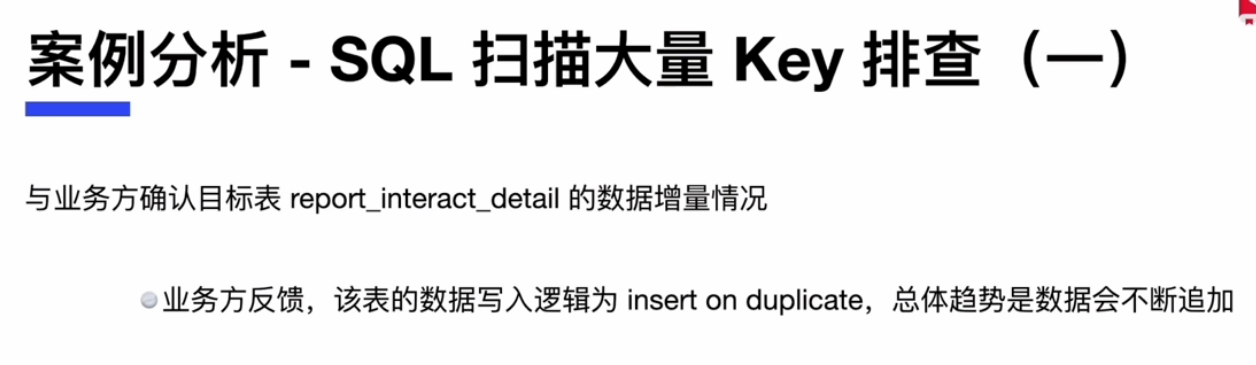 案例分析 - SQL 扫描大量 Key 排查（一）
与业务方确认目标表 report_interact_detail 的数据增量情况
业务方反馈，该表的数据写入逻辑为 insert on duplicate，总体趋势是数据会不断追加